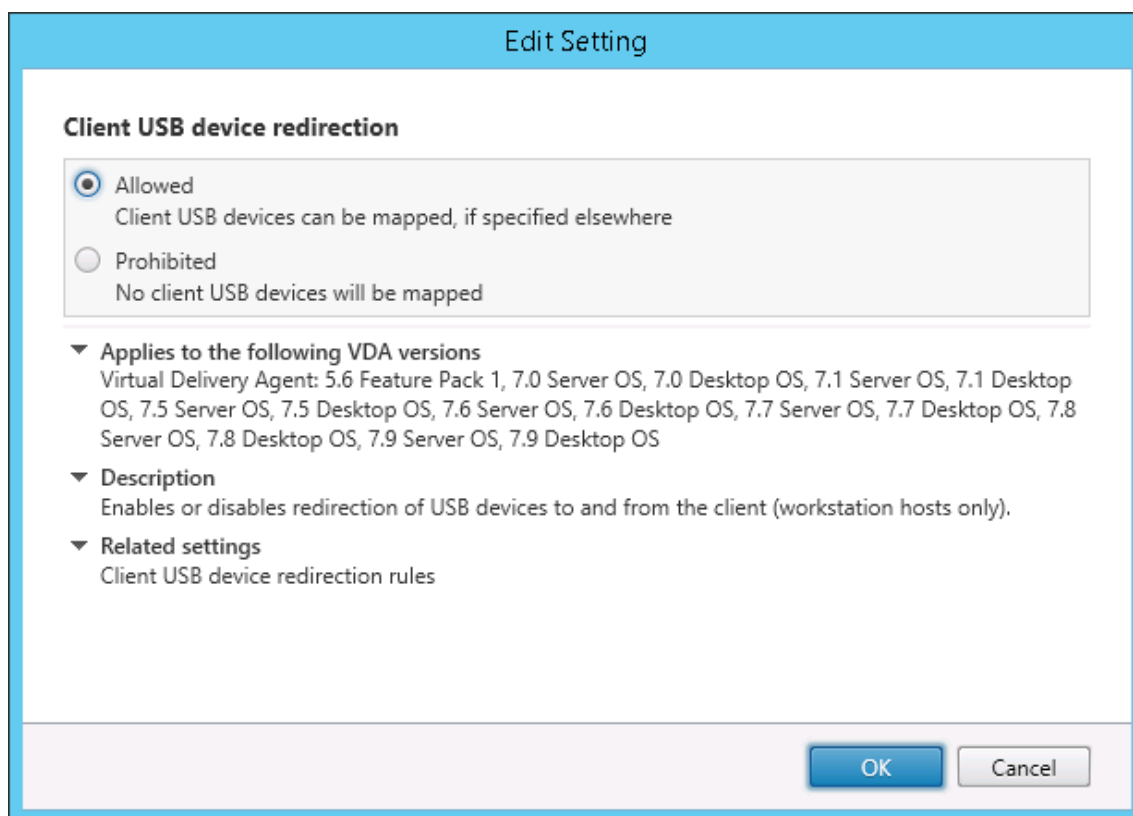 Edit Setting
Client USB device redirection
Allowed
Client USB devices can be mapped, if specified elsewhere
Prohibited
No client USB devices will be mapped
Applies to the following VDA versions
Virtual Delivery Agent: 5.6 Feature Pack 1, 7.0 Server OS, 7.0 Desktop OS, 7.1 Server OS, 7.1 Desktop
OS, 7.5 Server OS, 7.5 Desktop OS, 7.6 Server OS, 7.6 Desktop OS, 7.7 Server OS, 7.7 Desktop OS, 7.8
Server OS, 7.8 Desktop OS, 7.9 Server OS, 7.9 Desktop OS
Description
Enables or disables redirection of USB devices to and from the client (workstation hosts only).
Related settings
Client USB device redirection rules
OK
Cancel